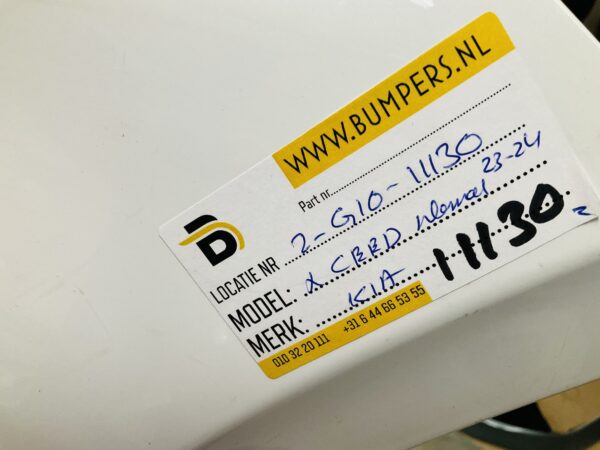 WWW.BUMPERS.NL
Part nr
LOCATIE NR 2-G10-11130
MODEL: X CEED 23-24
MERK: KIA 11130
010 32 20 111 +31 6 44 66 53 55